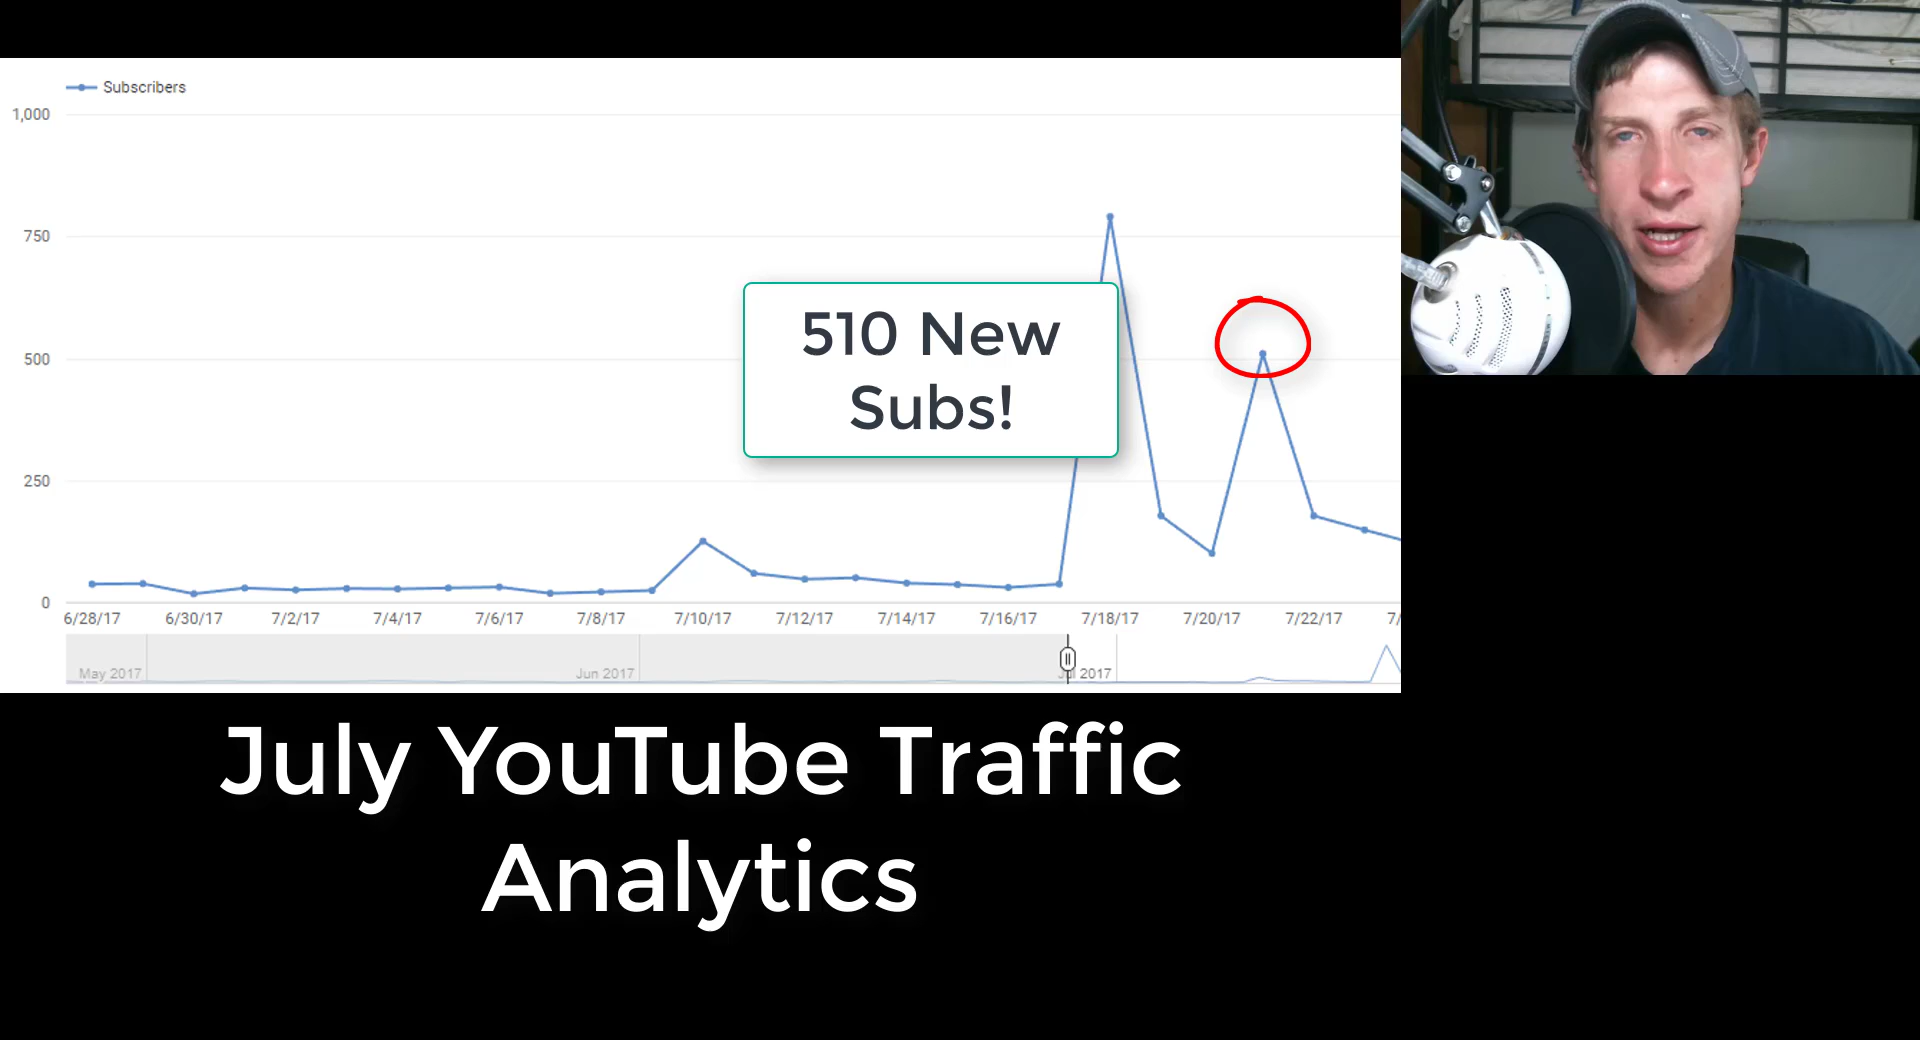 Subscribers
1,000
750
500
250
0
510 New
Subs!
6/28/17 6/30/17 7/2/17 7/4/17 7/6/17 7/8/17 7/10/17 7/12/17 7/14/17 7/16/17 7/18/17 7/20/17 7/22/17 7/
May 2017 Jun 2017 Jul 2017
July YouTube Traffic
Analytics